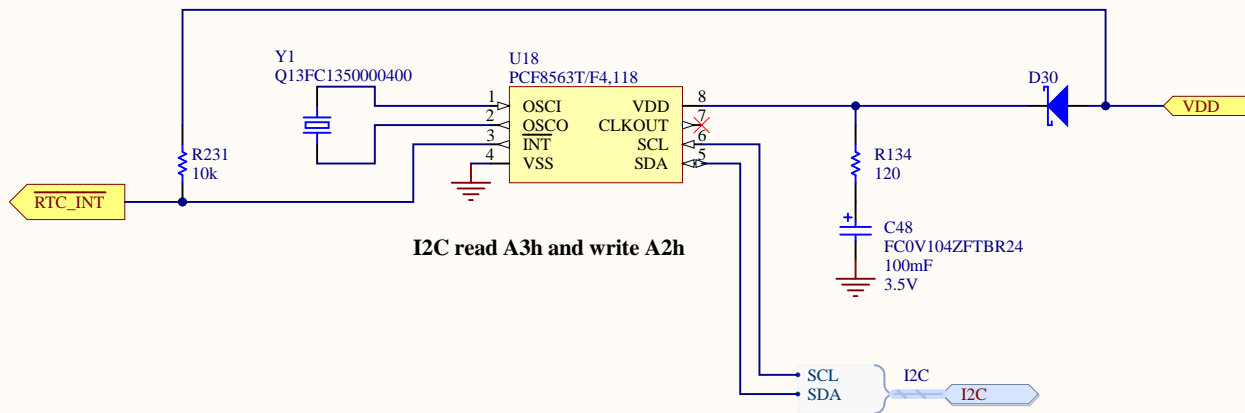 Y1
Q13FC1350000400
U18
PCF8563T/F4,118
D30
1 OSCI VDD 8
VDD
2 OSCO CLKOUT 7
3 INT SCL 6
4 VSS SDA 5
R231
10k
R134
120
RTC_INT
C48
FC0V104ZFTBR24
100mF
3.5V
I2C read A3h and write A2h
SCL
SDA
I2C
I2C